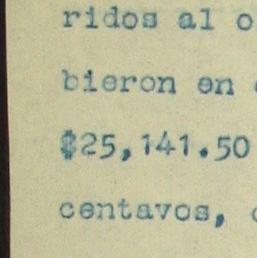 ridos al o
bieron en
$25,141.50
centavos,